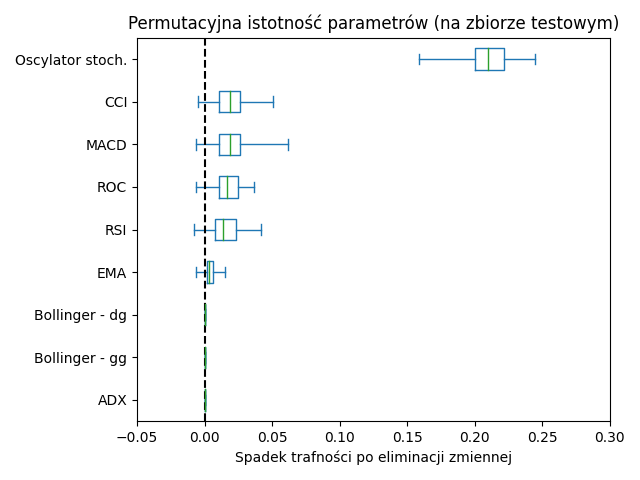 Permutacyjna istotność parametrów (na zbiorze testowym)
Oscylator stoch.
CCI
MACD
ROC
RSI
EMA
Bollinger - dg
Bollinger - gg
ADX
−0.05 0.00 0.05 0.10 0.15 0.20 0.25 0.30
Spadek trafności po eliminacji zmiennej